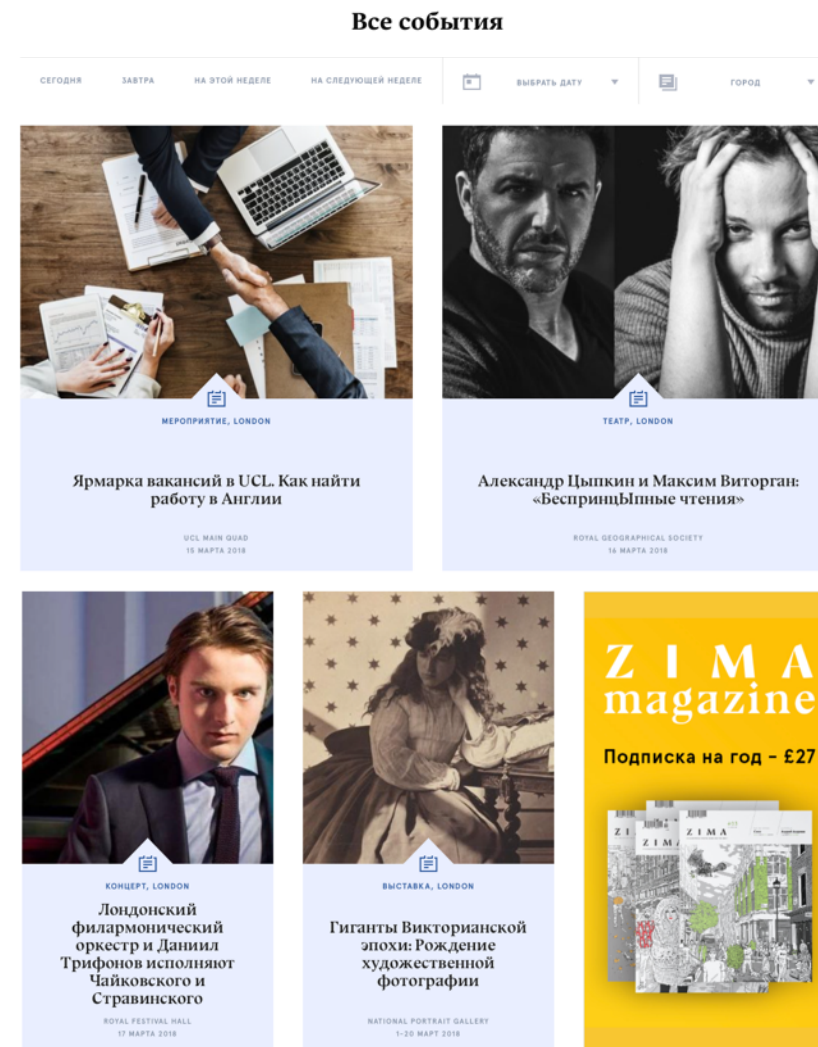 Все события
СЕГОДНЯ
ЗАВТРА
НА ЭТОЙ НЕДЕЛЕ
НА СЛЕДУЮЩЕЙ НЕДЕЛЕ
ВЫБРАТЬ ДАТУ
ГОРОД
МЕРОПРИЯТИЕ, LONDON
Ярмарка вакансий в UCL. Как найти
работу в Англии
UCL MAIN QUAD
15 МАРТА 2018
ТЕАТР, LONDON
Александр Цыпкин и Максим Виторган:
«БеспринцЫпные чтения»
ROYAL GEOGRAPHICAL SOCIETY
16 МАРТА 2018
КОНЦЕРТ, LONDON
Лондонский
филармонический
оркестр и Даниил
Трифонов исполняют
Чайковского и
Стравинского
ROYAL FESTIVAL HALL
17 МАРТА 2018
ВЫСТАВКА, LONDON
Гиганты Викторианской
эпохи: Рождение
художественной
фотографии
NATIONAL PORTRAIT GALLERY
1-20 МАРТ 2018
ZIMA
magazine
Подписка на год – £27
ZIMA